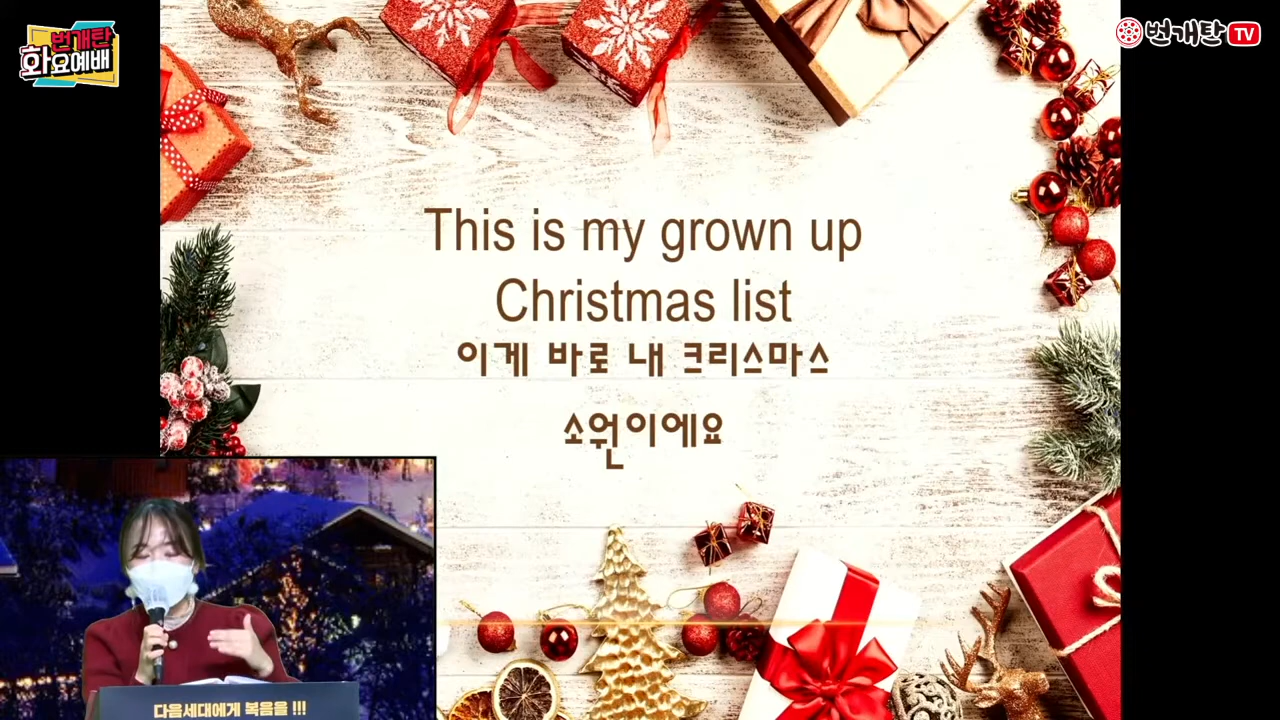 번개탄
화요예배
번개탄 TV
This is my grown up
Christmas list
이게 바로 내 크리스마스
소원이에요
다음세대에게 복음을 !!!